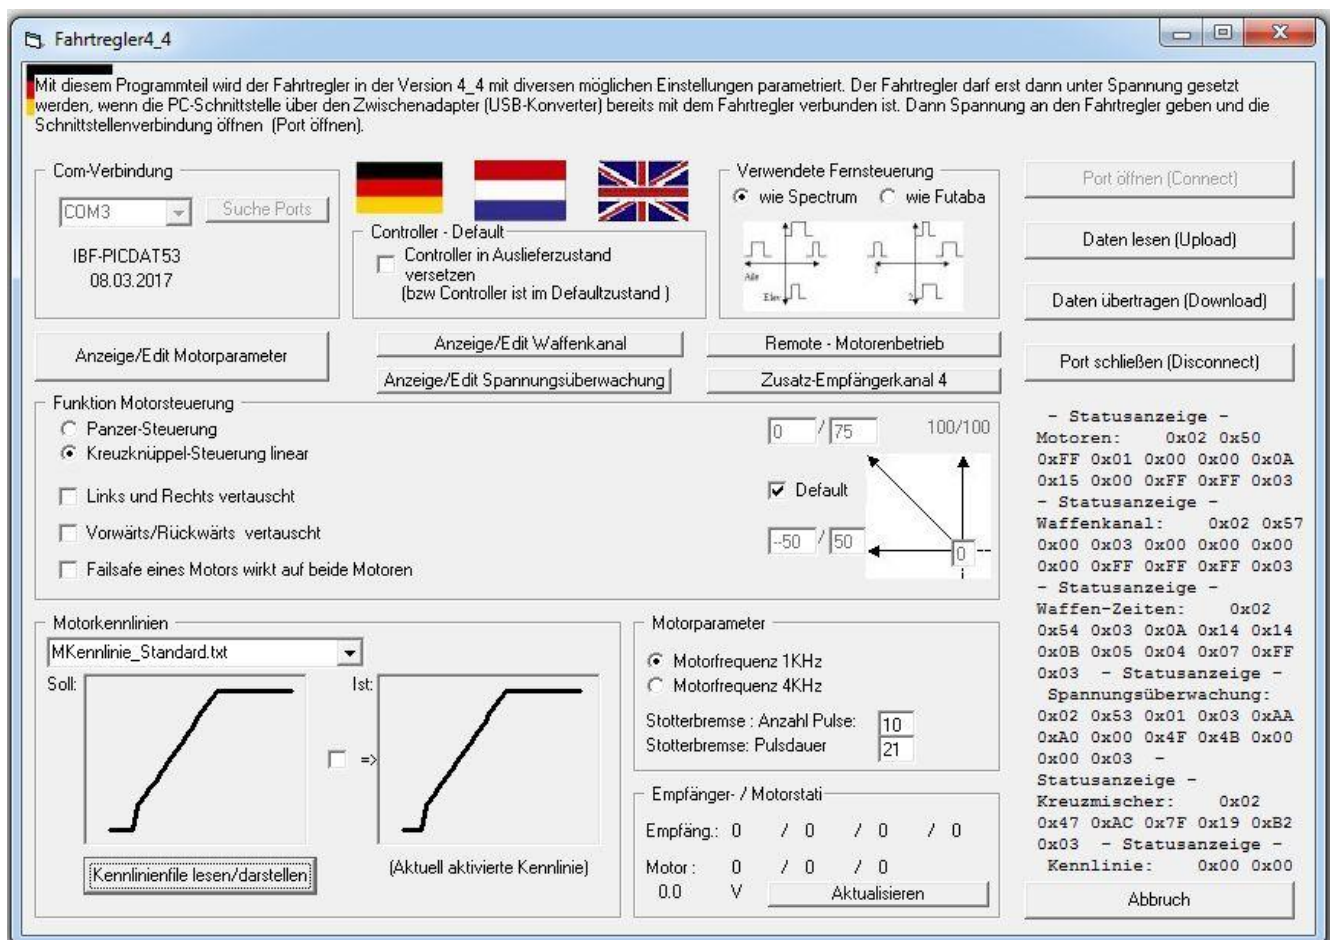 Fahrtregler4_4
Mit diesem Programmteil wird der Fahrtregler in der Version 4_4 mit diversen möglichen Einstellungen parametriert. Der Fahrtregler darf erst dann unter Spannung gesetzt
werden, wenn die PC-Schnittstelle über den Zwischenadapter (USB-Konverter) bereits mit dem Fahrtregler verbunden ist. Dann Spannung an den Fahrtregler geben und die
Schnittstellenverbindung öffnen (Port öffnen).
Com-Verbindung
COM3
Suche Ports
IBF-PICDAT53
08.03.2017
Controller - Default
Controller in Auslieferzustand
versetzen
(bzw Controller ist im Defaultzustand )
Verwendete Fernsteuerung
wie Spectrum
wie Futaba
Aile
Elev
1
2
Port öffnen (Connect)
Daten lesen (Upload)
Daten übertragen (Download)
Port schließen (Disconnect)
Anzeige/Edit Motorparameter
Anzeige/Edit Waffenkanal
Remote - Motorenbetrieb
Anzeige/Edit Spannungsüberwachung
Zusatz-Empfängerkanal 4
Funktion Motorsteuerung
Panzer-Steuerung
Kreuzknüppel-Steuerung linear
Links und Rechts vertauscht
Vorwärts/Rückwärts vertauscht
Failsafe eines Motors wirkt auf beide Motoren
0 / 75 100/100
Default
--50 / 50
0
Motorkennlinien
MKennlinie_Standard.txt
Soll:
Ist:
=>
Kennlinienfile lesen/darstellen
(Aktuell aktivierte Kennlinie)
Motorparameter
Motorfrequenz 1KHz
Motorfrequenz 4KHz
Stotterbremse : Anzahl Pulse: 10
Stotterbremse: Pulsdauer 21
Empfänger- / Motorstati
Empfäng.: 0 / 0 / 0 / 0
Motor : 0 / 0 / 0
0.0 V
Aktualisieren
- Statusanzeige -
Motoren: 0x02 0x50
0xFF 0x01 0x00 0x00 0x0A
0x15 0x00 0xFF 0xFF 0x03
- Statusanzeige -
Waffenkanal: 0x02 0x57
0x00 0x03 0x00 0x00 0x00
0x00 0xFF 0xFF 0xFF 0x03
- Statusanzeige -
Waffen-Zeiten: 0x02
0x54 0x03 0x0A 0x14 0x14
0x0B 0x05 0x04 0x07 0xFF
0x03 - Statusanzeige -
Spannungsüberwachung:
0x02 0x53 0x01 0x03 0xAA
0xA0 0x00 0x4F 0x4B 0x00
0x00 0x03 -
Statusanzeige -
Kreuzmischer: 0x02
0x47 0xAC 0x7F 0x19 0xB2
0x03 - Statusanzeige -
Kennlinie: 0x00 0x00
Abbruch